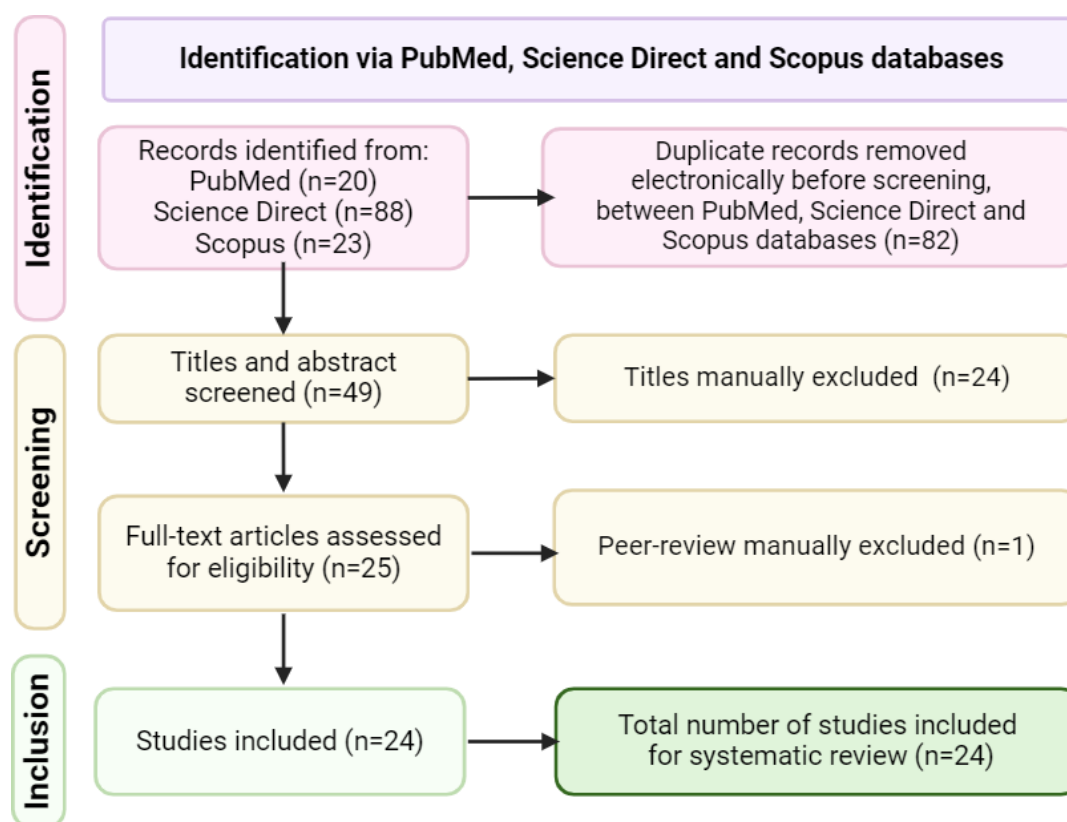 Identification
Identification via PubMed, Science Direct and Scopus databases
Records identified from:
PubMed (n=20)
Science Direct (n=88)
Scopus (n=23)
Duplicate records removed
electronically before screening,
between PubMed, Science Direct and
Scopus databases (n=82)
Screening
Titles and abstract
screened (n=49)
Titles manually excluded (n=24)
Full-text articles assessed
for eligibility (n=25)
Peer-review manually excluded (n=1)
Inclusion
Studies included (n=24)
Total number of studies included
for systematic review (n=24)